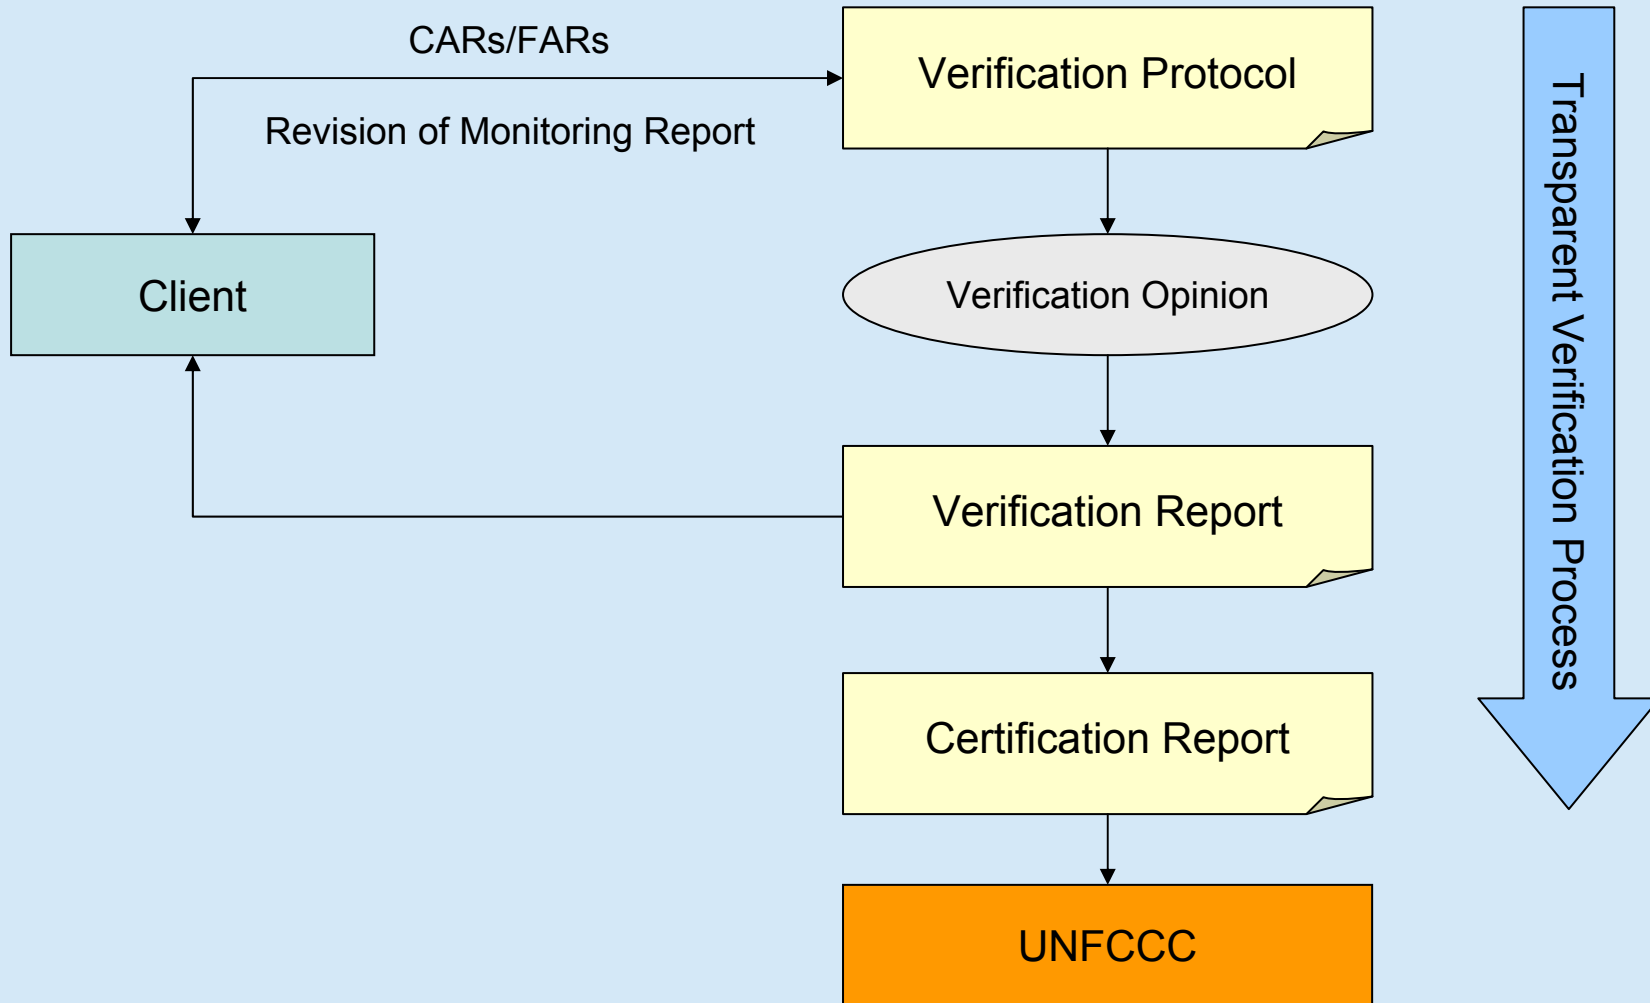 CARs/FARs
Verification Protocol
Revision of Monitoring Report
Client
Verification Opinion
Verification Report
Certification Report
UNFCCC
Transparent Verification Process